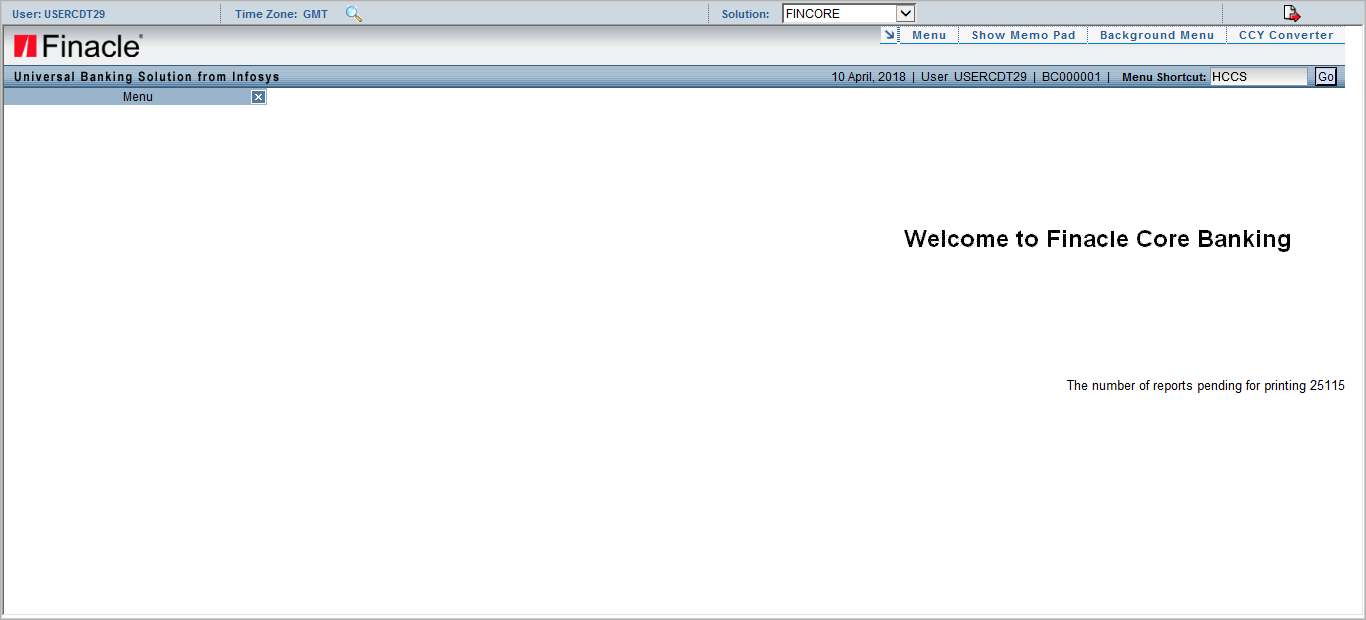 User: USERCDT29 Time Zone: GMT Solution: FINCORE
Finacle
Menu Show Memo Pad Background Menu CCY Converter
Universal Banking Solution from Infosys 10 April, 2018 | User USERCDT29 | BC000001 | Menu Shortcut: HCCS Go
Menu
Welcome to Finacle Core Banking
The number of reports pending for printing 25115